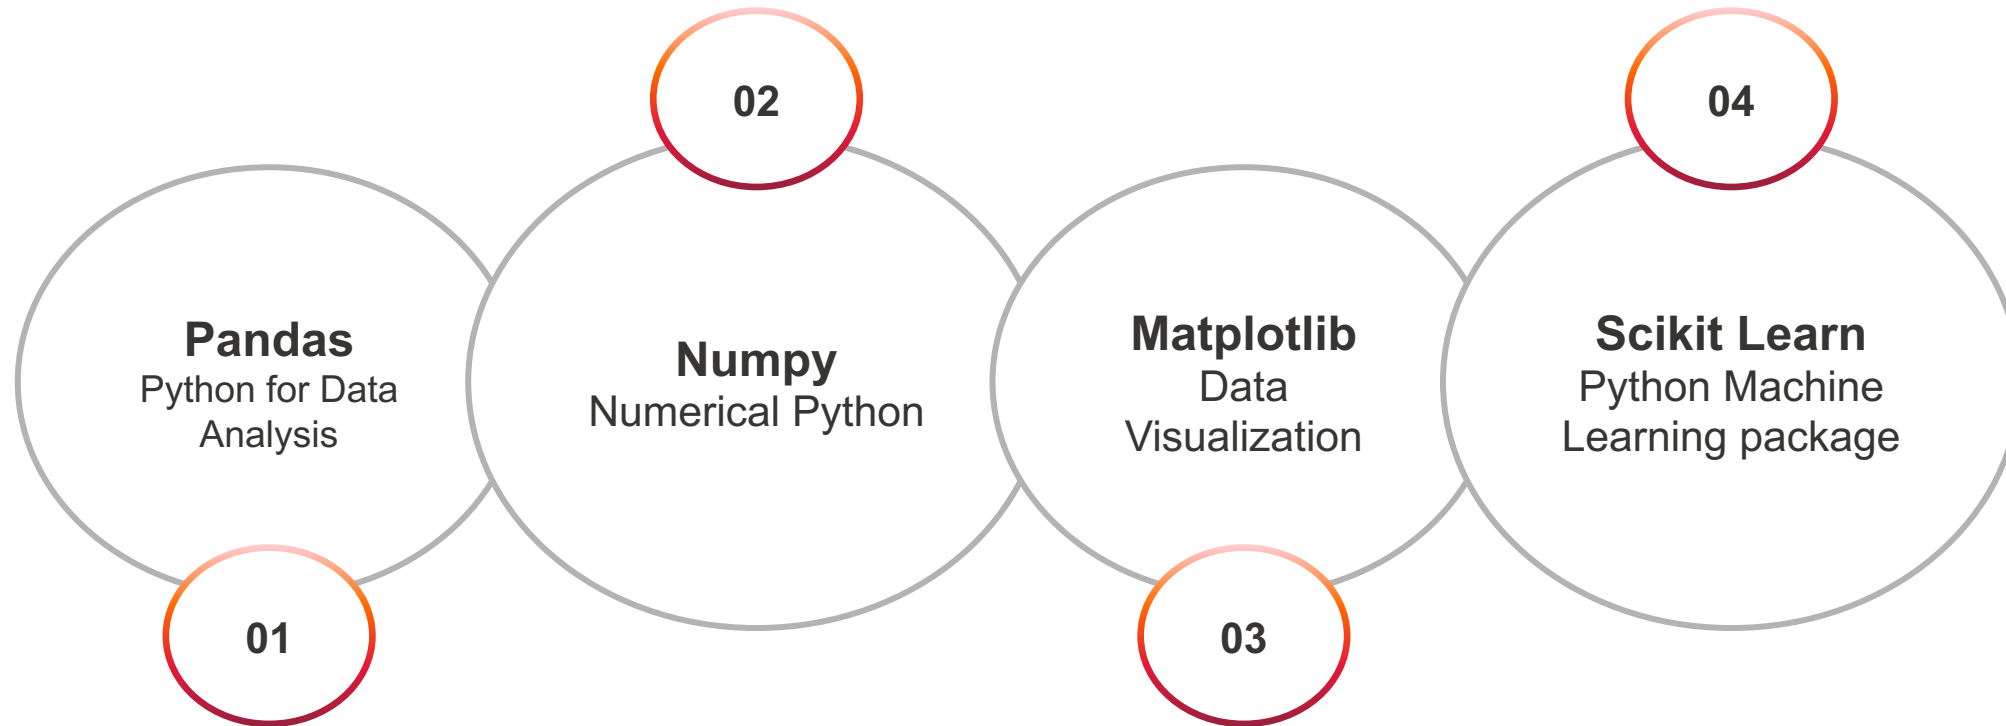 01
Pandas
Python for Data
Analysis
02
Numpy
Numerical Python
03
Matplotlib
Data
Visualization
04
Scikit Learn
Python Machine
Learning package